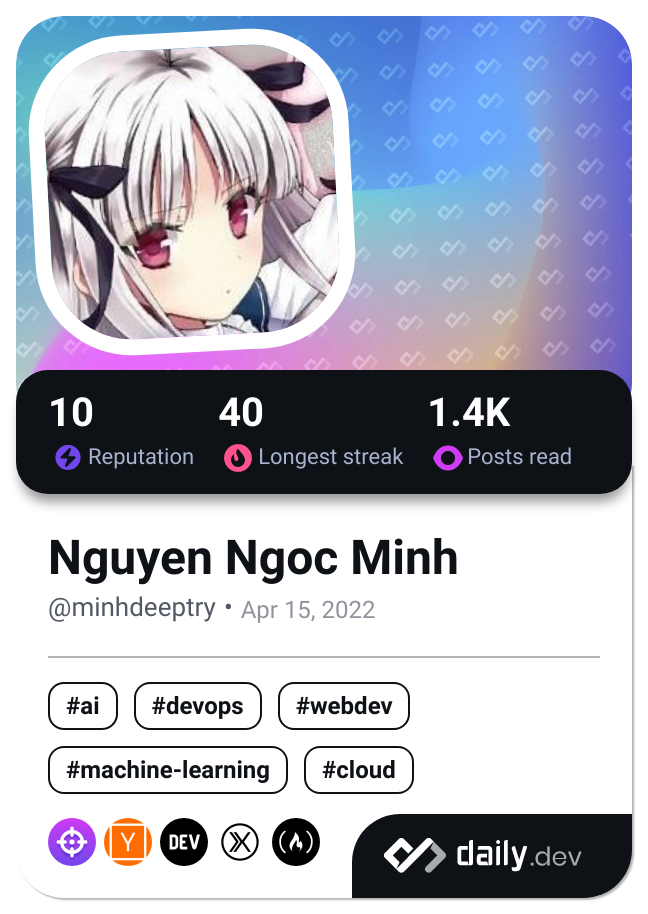 10 40 1.4K
Reputation Longest streak Posts read
Nguyen Ngoc Minh
@minhdeeptry • Apr 15, 2022
#ai #devops #webdev
#machine-learning #cloud
Y DEV
daily.dev